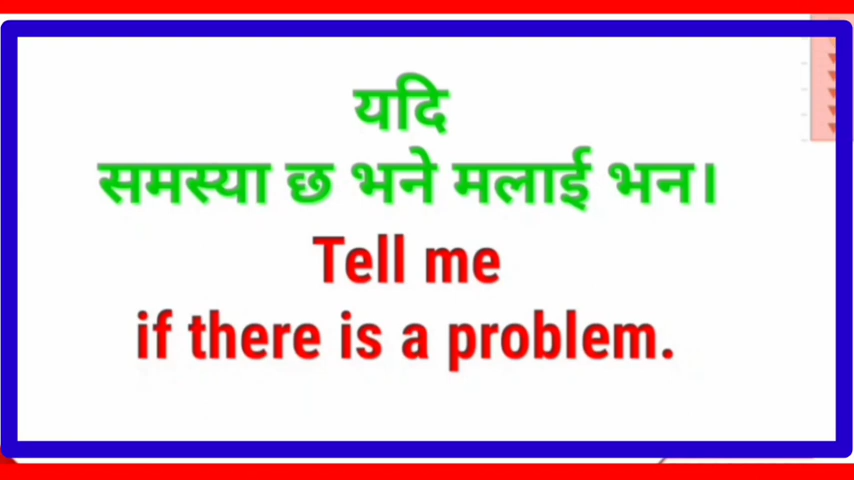 यदि
समस्या छ भने मलाई भन।
Tell me
if there is a problem.